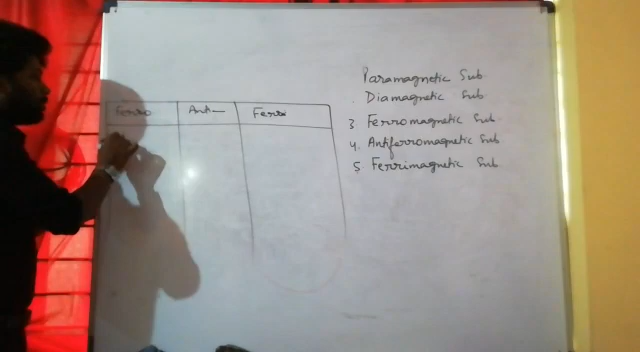 Ferro Anti- Ferri
Paramagnetic Sub.
Diamagnetic Sub
3. Ferromagnetic Sub.
4. Antiferromagnetic Sub
5. Ferrimagnetic Sub